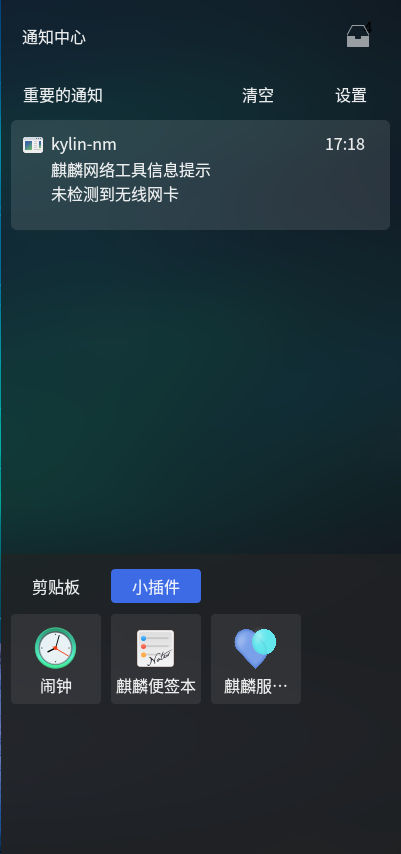 通知中心
重要的通知 清空 设置
kylin-nm 17:18
麒麟网络工具信息提示
未检测到无线网卡
剪贴板 小插件
闹钟 麒麟便签本 麒麟服…